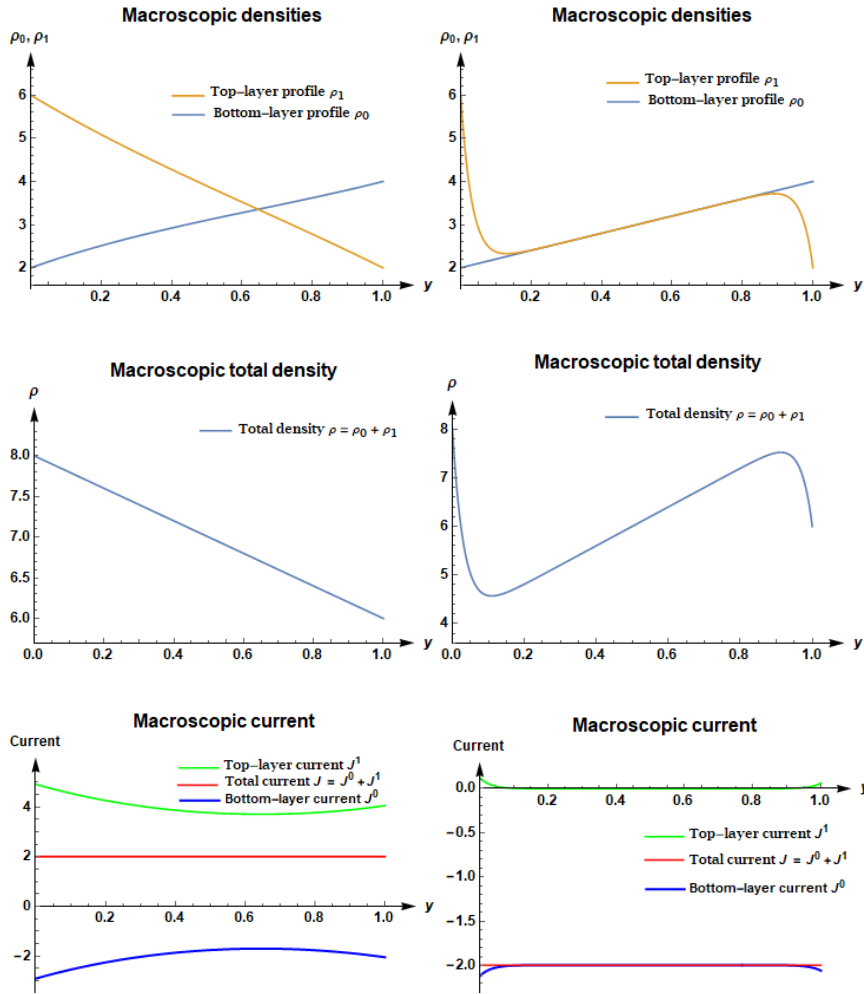 Macroscopic densities
ρ₀, ρ₁
Top−layer profile ρ₁
Bottom−layer profile ρ₀
6
5
4
3
2
0.2 0.4 0.6 0.8 1.0 y
Macroscopic densities
ρ₀, ρ₁
Top−layer profile ρ₁
Bottom−layer profile ρ₀
6
5
4
3
2
0.2 0.4 0.6 0.8 1.0 y
Macroscopic total density
ρ
Total density ρ = ρ₀ + ρ₁
8.0
7.5
7.0
6.5
6.0
0.0 0.2 0.4 0.6 0.8 1.0 y
Macroscopic total density
ρ
Total density ρ = ρ₀ + ρ₁
8
7
6
5
4
0.0 0.2 0.4 0.6 0.8 1.0 y
Macroscopic current
Current
Top−layer current J¹
Total current J = J⁰ + J¹
Bottom−layer current J⁰
4
2
0
0.2 0.4 0.6 0.8 1.0 y
−2
Macroscopic current
Current
0.0
0.2 0.4 0.6 0.8 1.0 y
Top−layer current J¹
−0.5
Total current J = J⁰ + J¹
−1.0
Bottom−layer current J⁰
−1.5
−2.0